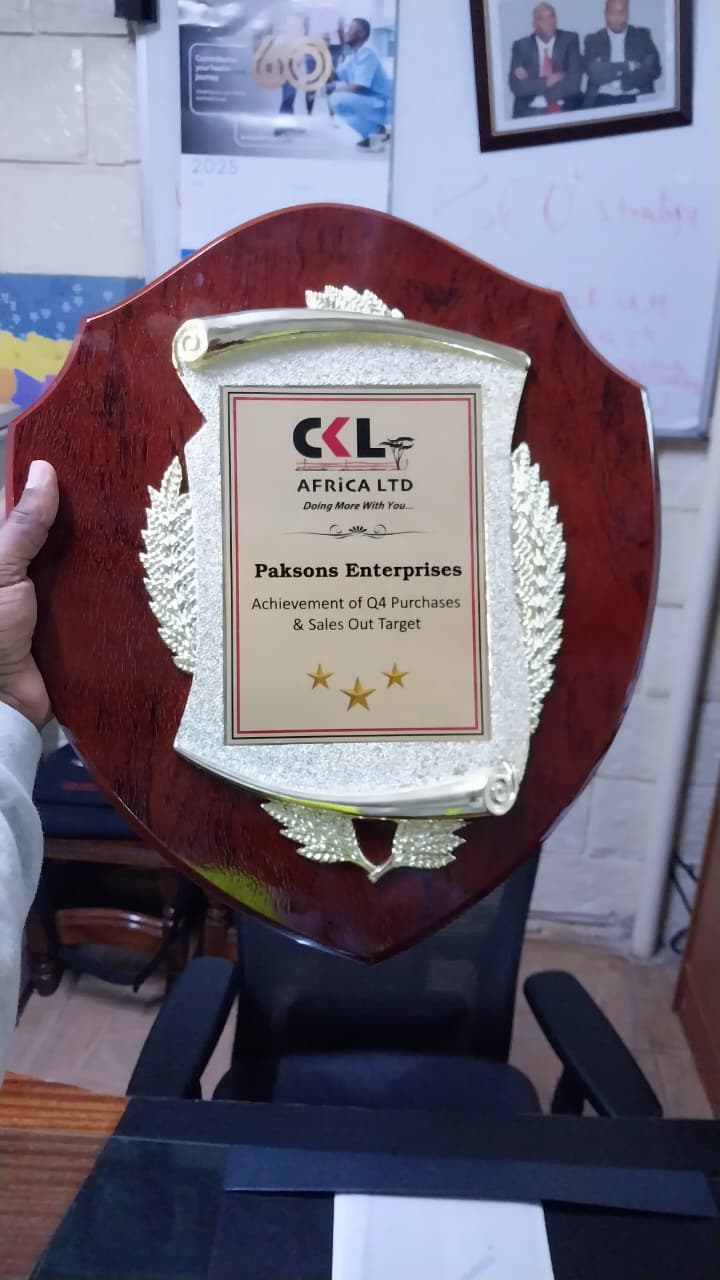 60
2025
CKL
AFRiCA LTD
Doing More With You...
Paksons Enterprises
Achievement of Q4 Purchases
& Sales Out Target